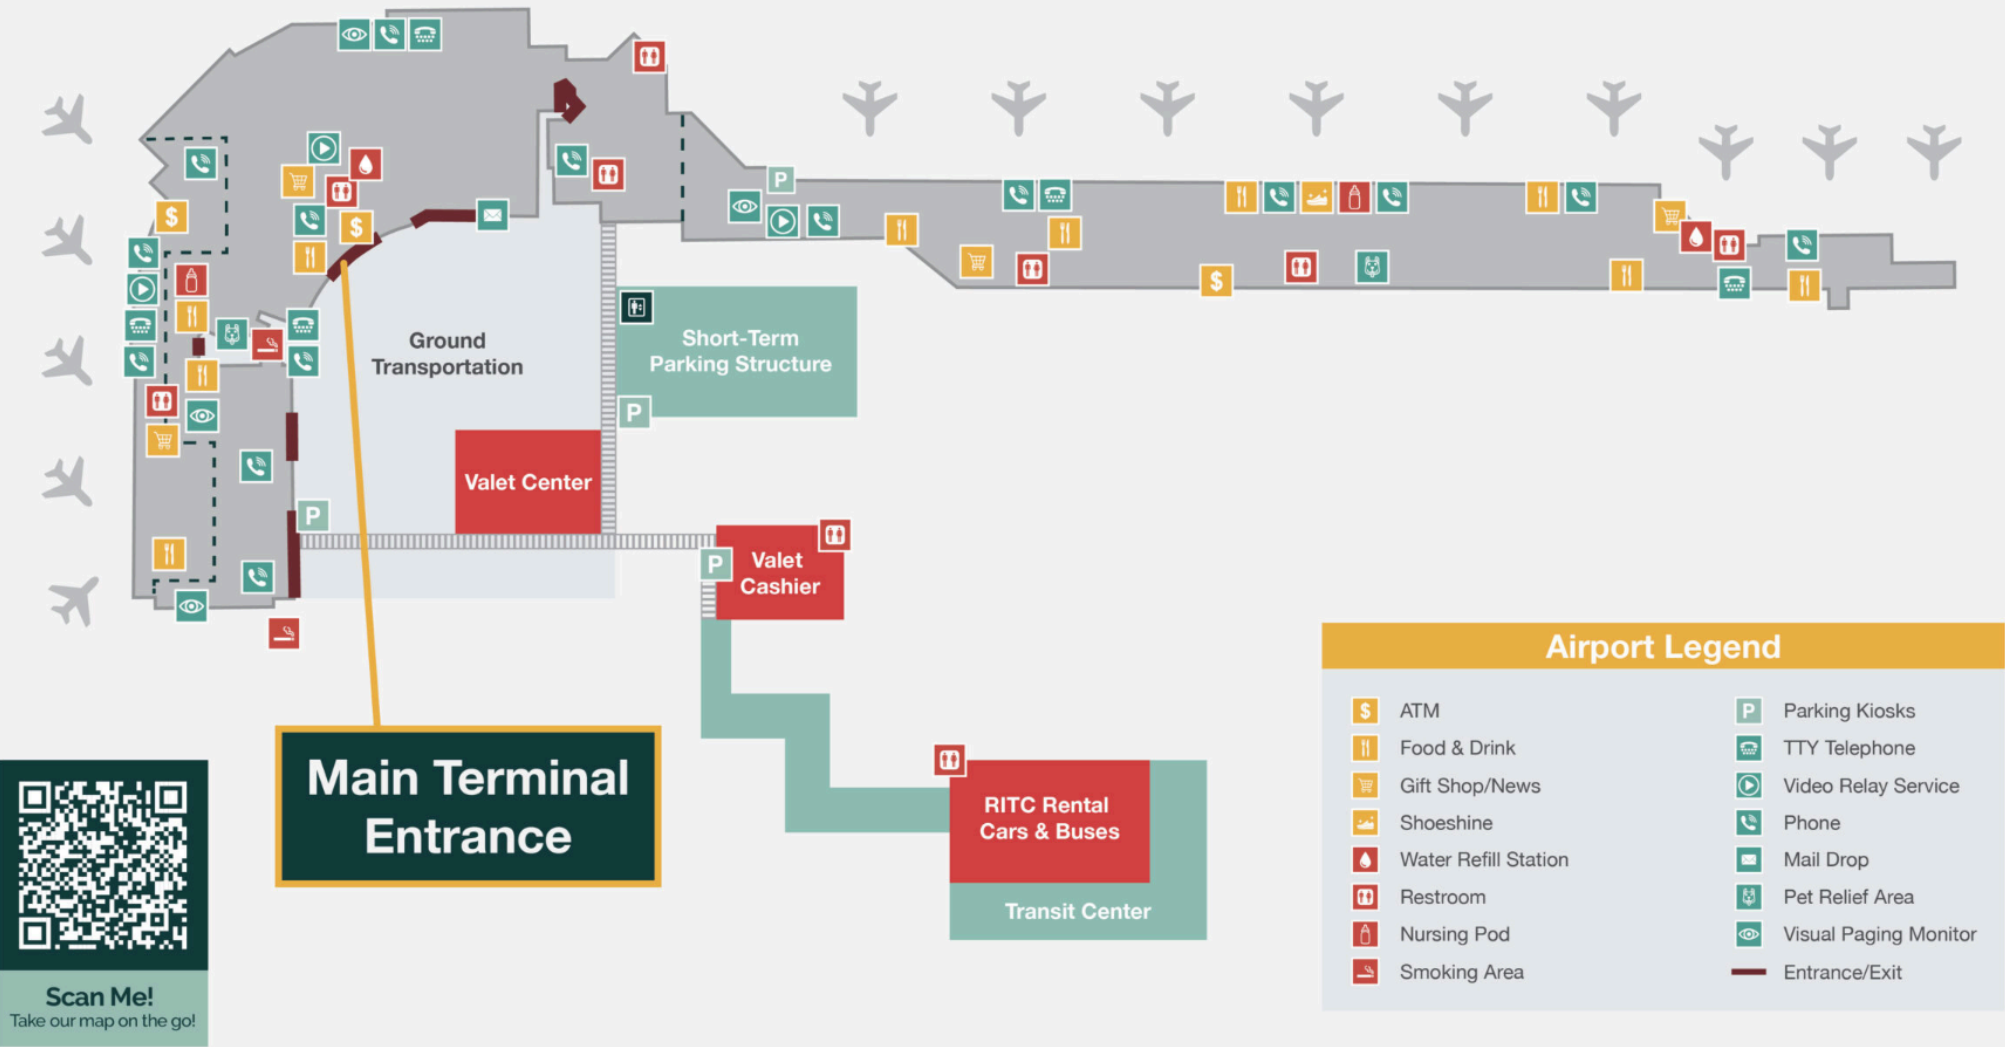 Ground
Transportation
Short-Term
Parking Structure
P
P
Valet Center
P
P
Valet
Cashier
$
$
$
Main Terminal
Entrance
RITC Rental
Cars & Buses
Transit Center
Scan Me!
Take our map on the go!
Airport Legend
$ ATM
Food & Drink
Gift Shop/News
Shoeshine
Water Refill Station
Restroom
Nursing Pod
Smoking Area
P Parking Kiosks
TTY Telephone
Video Relay Service
Phone
Mail Drop
Pet Relief Area
Visual Paging Monitor
Entrance/Exit